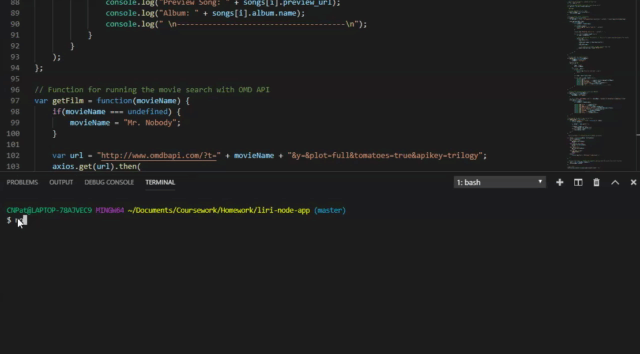 88 console.log("Preview Song: " + songs[i].preview_url);
89 console.log("Album: " + songs[i].album.name);
90 console.log(" \n-----------------------------------\n");
91 }
92 }
93 );
94 };
95
96 // Function for running the movie search with OMD API
97 var getFilm = function(movieName) {
98 if(movieName === undefined) {
99 movieName = "Mr. Nobody";
100 }
101
102 var url = "http://www.omdbapi.com/?t=" + movieName + "&y=&plot=full&tomatoes=true&apikey=trilogy";
103 axios.get(url).then(
PROBLEMS OUTPUT DEBUG CONSOLE TERMINAL 1: bash
CNPat@LAPTOP-78A7VEC9 MINGW64 ~/Documents/Coursework/Homework/liri-node-app (master)
$